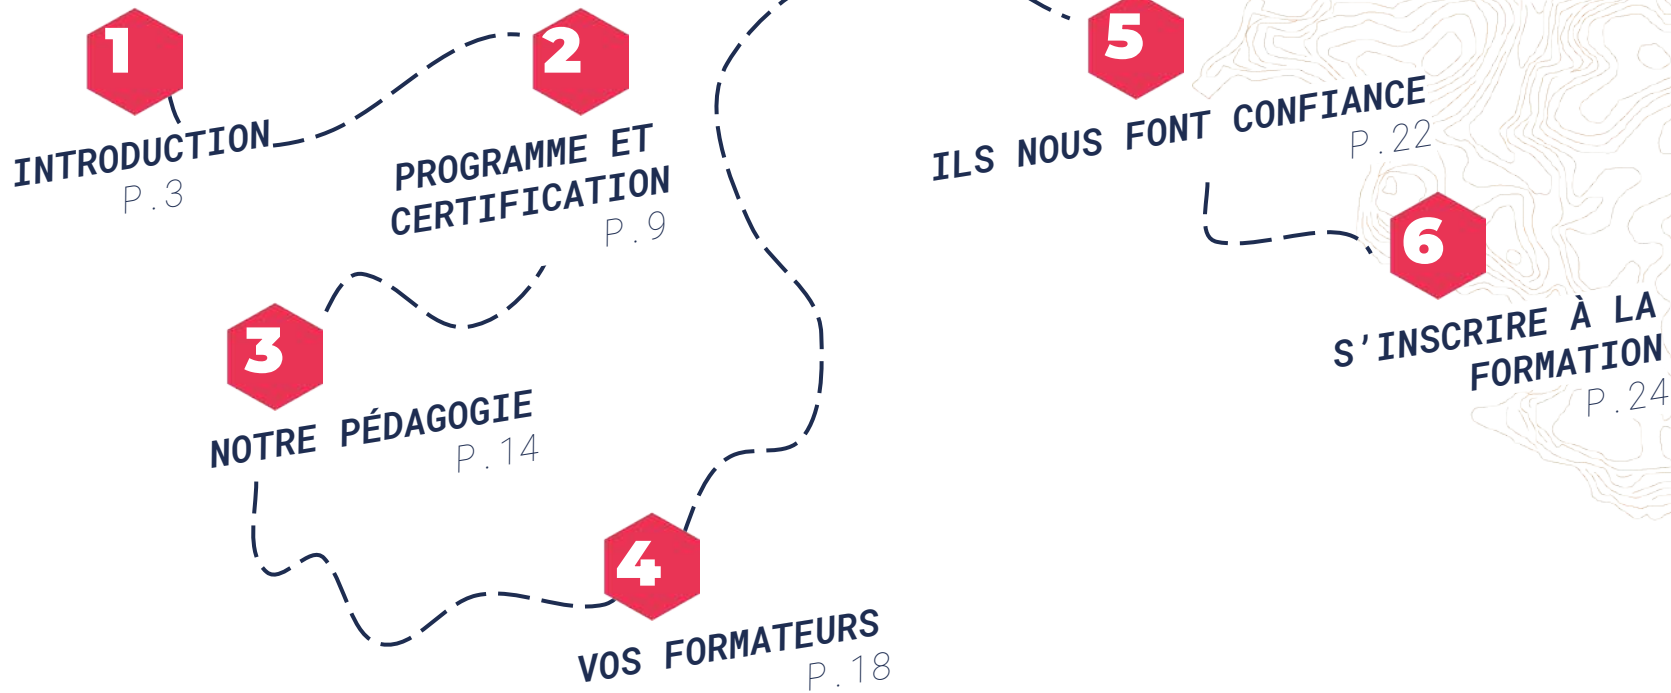 1
INTRODUCTION
P.3
2
PROGRAMME ET
CERTIFICATION
P.9
3
NOTRE PÉDAGOGIE
P.14
4
VOS FORMATEURS
P.18
5
ILS NOUS FONT CONFIANCE
P.22
6
S'INSCRIRE À LA
FORMATION
P.24